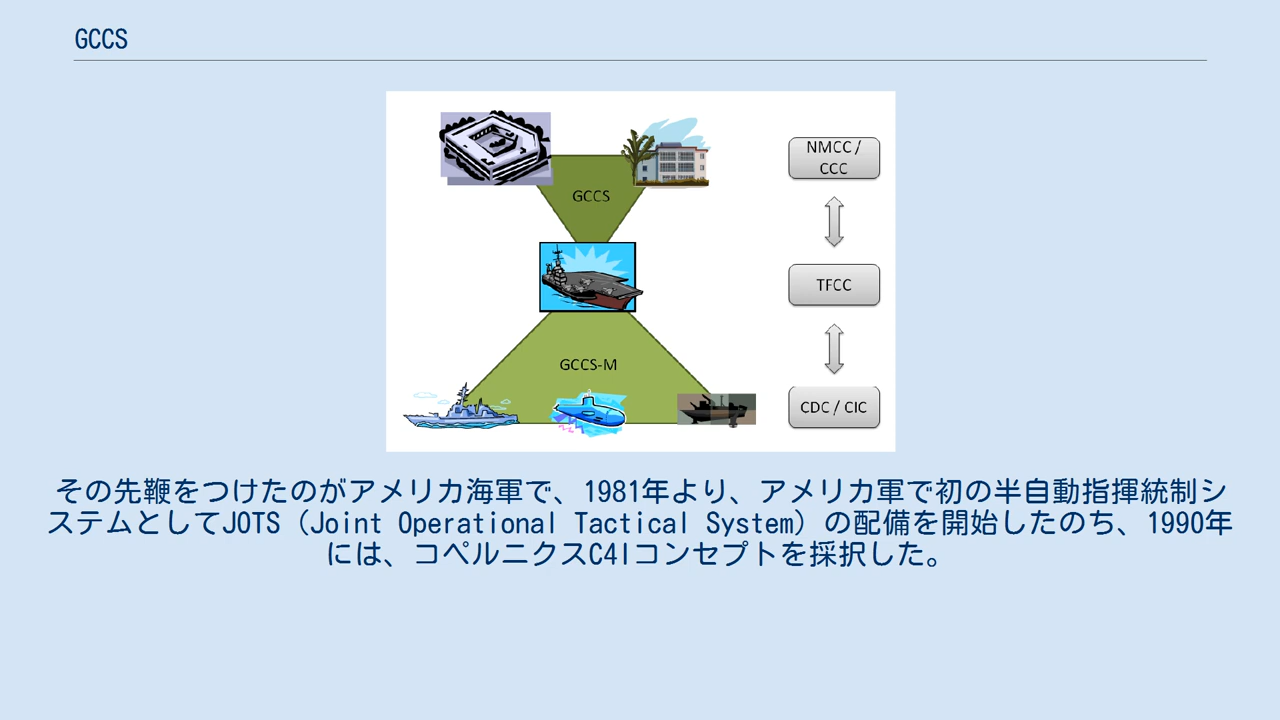 GCCS
GCCS
NMCC /
CCC
TFCC
GCCS-M
CDC / CIC
その先鞭をつけたのがアメリカ海軍で、1981年より、アメリカ軍で初の半自動指揮統制シ
ステムとしてJOTS（Joint Operational Tactical System）の配備を開始したのち、1990年
には、コペルニクスC4Iコンセプトを採択した。